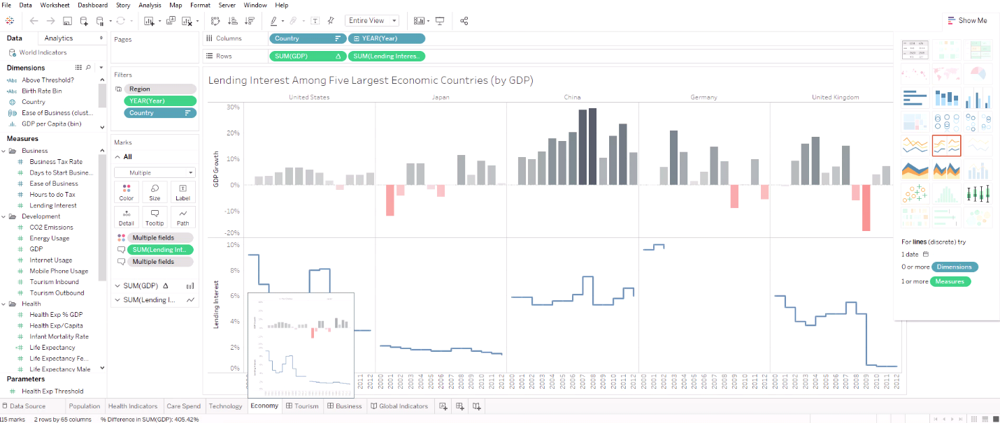 File Data Worksheet Dashboard Story Analysis Map Format Server Window Help
Entire View
Show Me
Data Analytics
World Indicators
Dimensions
Abc Above Threshold?
Abc Birth Rate Bin
Country
Ease of Business (clust...
GDP per Capita (bin)
Measures
Business
Business Tax Rate
Days to Start Busine...
Ease of Business
Hours to do Tax
Lending Interest
Development
CO2 Emissions
Energy Usage
GDP
Internet Usage
Mobile Phone Usage
Tourism Inbound
Tourism Outbound
Health
Health Exp % GDP
Health Exp/Capita
Infant Mortality Rate
Life Expectancy
Life Expectancy Fe...
Life Expectancy Male
Parameters
Health Exp Threshold
Pages
Filters
Region
YEAR(Year)
Country
Marks
All
Multiple
Color Size Label
Detail Tooltip Path
Multiple fields
SUM(Lending Int..
Multiple fields
SUM(GDP) Δ
SUM(Lending I...
Columns Country YEAR(Year)
Rows SUM(GDP) Δ SUM(Lending Interes..
Lending Interest Among Five Largest Economic Countries (by GDP)
United States Japan China Germany United Kingdom
30%
20%
10%
0%
-10%
-20%
GDP Growth
10%
8%
6%
4%
2%
0%
Lending Interest
2011 2012 2000 2001 2002 2003 2004 2005 2006 2007 2008 2009 2010 2011 2012 2000 2001 2002 2003 2004 2005 2006 2007 2008 2009 2010 2011 2012 2000 2001 2002 2003 2004 2005 2006 2007 2008 2009 2010 2011 2012 2000 2001 2002 2003 2004 2005 2006 2007 2008 2009 2010 2011 2012
For lines (discrete) try
1 date
0 or more Dimensions
1 or more Measures
Data Source Population Health Indicators Care Spend Technology Economy Tourism Business Global Indicators
115 marks 2 rows by 65 columns % Difference in SUM(GDP): 405.42%